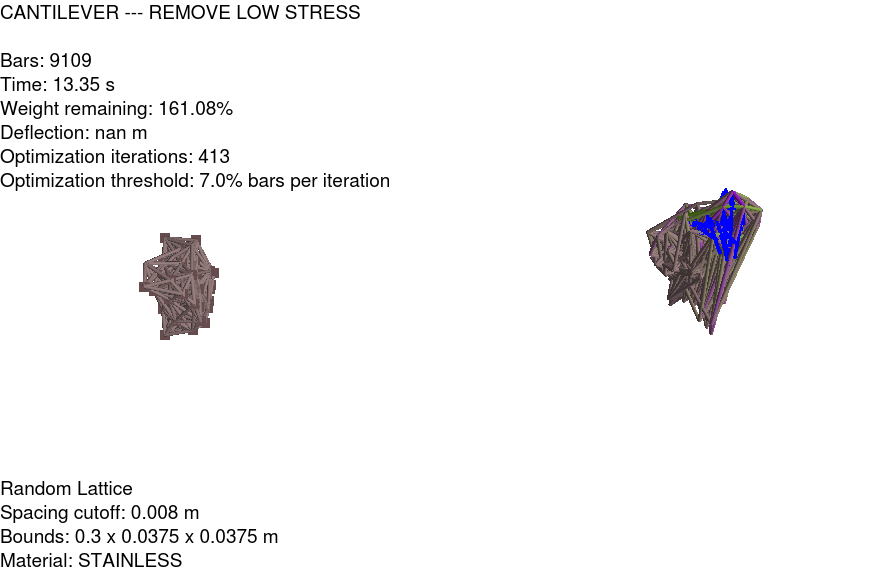 CANTILEVER --- REMOVE LOW STRESS
Bars: 9109
Time: 13.35 s
Weight remaining: 161.08%
Deflection: nan m
Optimization iterations: 413
Optimization threshold: 7.0% bars per iteration
Random Lattice
Spacing cutoff: 0.008 m
Bounds: 0.3 x 0.0375 x 0.0375 m
Material: STAINLESS